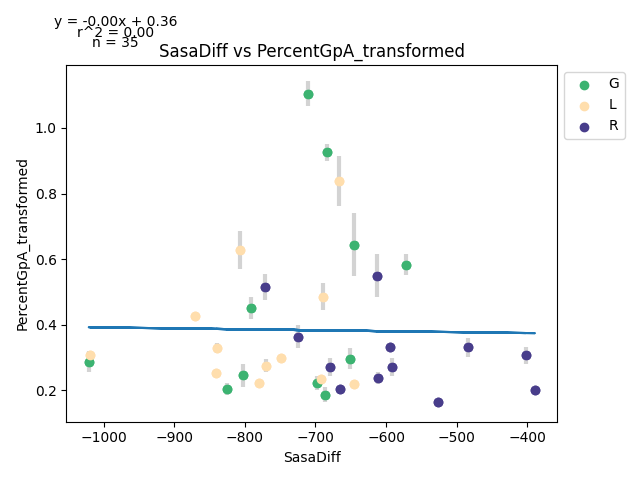 y = -0.00x + 0.36
r^2 = 0.00
n = 35
SasaDiff vs PercentGpA_transformed
G
L
R
1.0
0.8
0.6
0.4
0.2
PercentGpA_transformed
−1000
−900
−800
−700
−600
−500
−400
SasaDiff